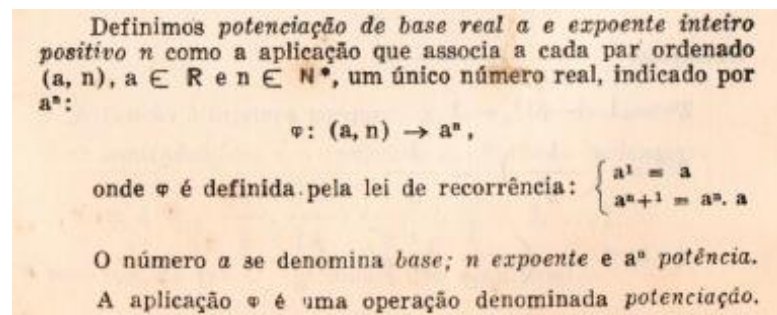 Definimos potenciação de base real a e expoente inteiro
positivo n como a aplicação que associa a cada par ordenado
(a, n), a ∈ R e n ∈ N*, um único número real, indicado por
aⁿ:
φ: (a, n) → aⁿ,
onde φ é definida pela lei de recorrência: { a¹ = a
aⁿ⁺¹ = aⁿ. a
O número a se denomina base; n expoente e aⁿ potência.
A aplicação φ é uma operação denominada potenciação.